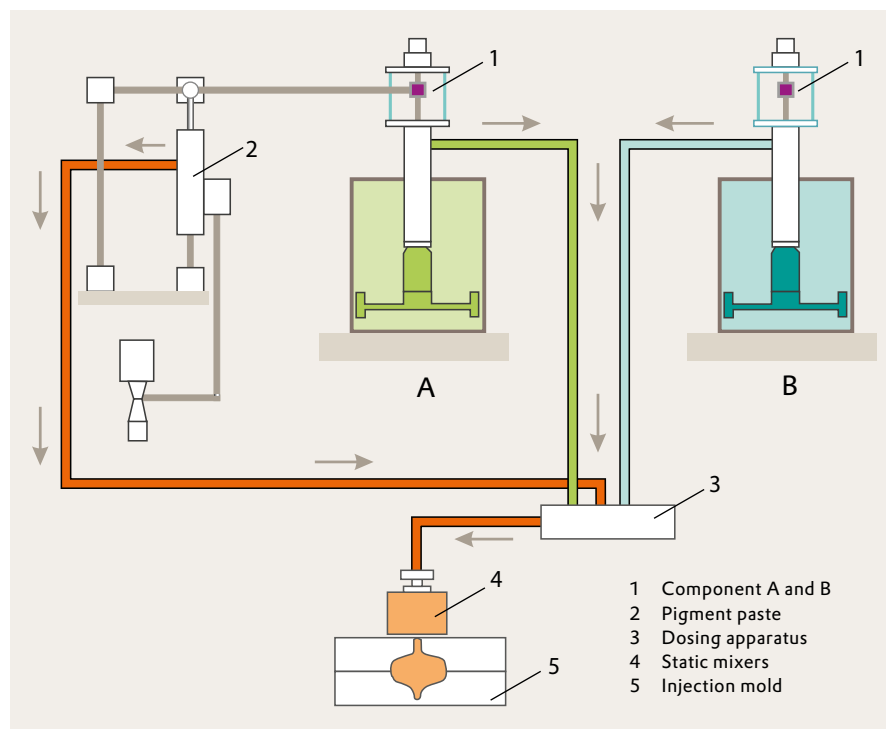 1
1
2
A
B
3
4
5
1 Component A and B
2 Pigment paste
3 Dosing apparatus
4 Static mixers
5 Injection mold